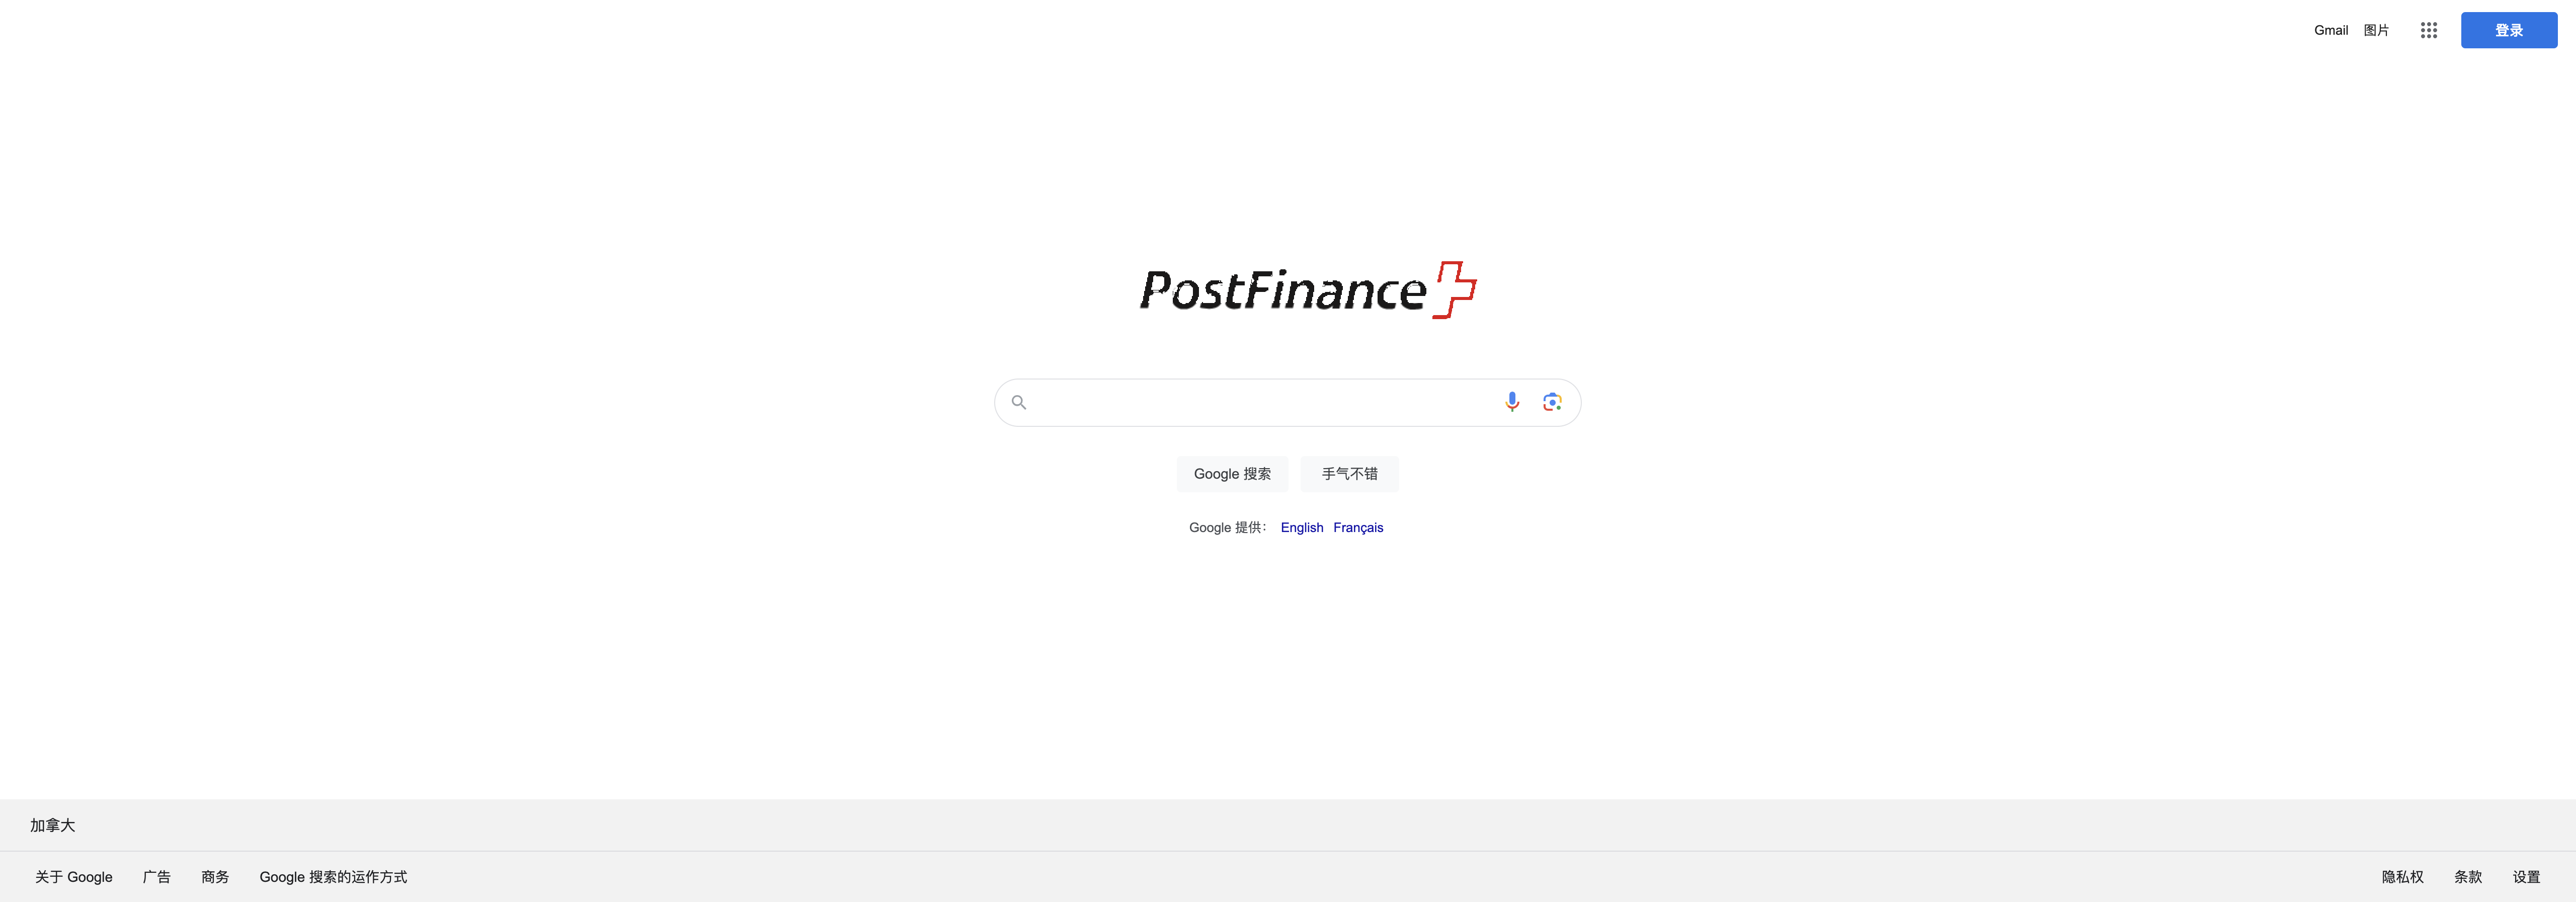 Gmail 图片 登录
PostFinance
Google 搜索 手气不错
Google 提供： English Français
加拿大
关于 Google 广告 商务 Google 搜索的运作方式 隐私权 条款 设置